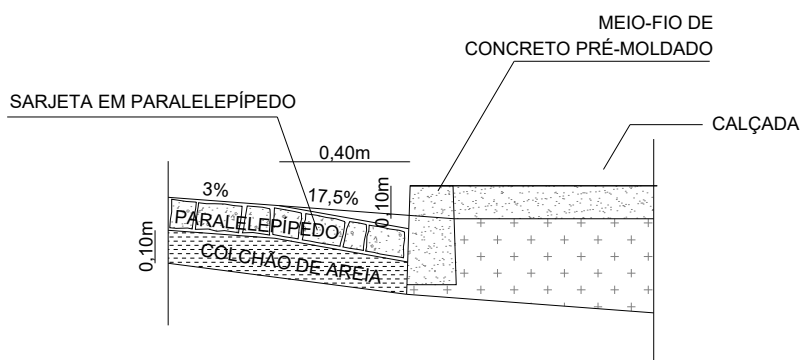 MEIO-FIO DE
CONCRETO PRÉ-MOLDADO
SARJETA EM PARALELEPÍPEDO
CALÇADA
0,40m
3%
17,5%
0,10m
PARALELEPÍPEDO
0,10m
COLCHÃO DE AREIA